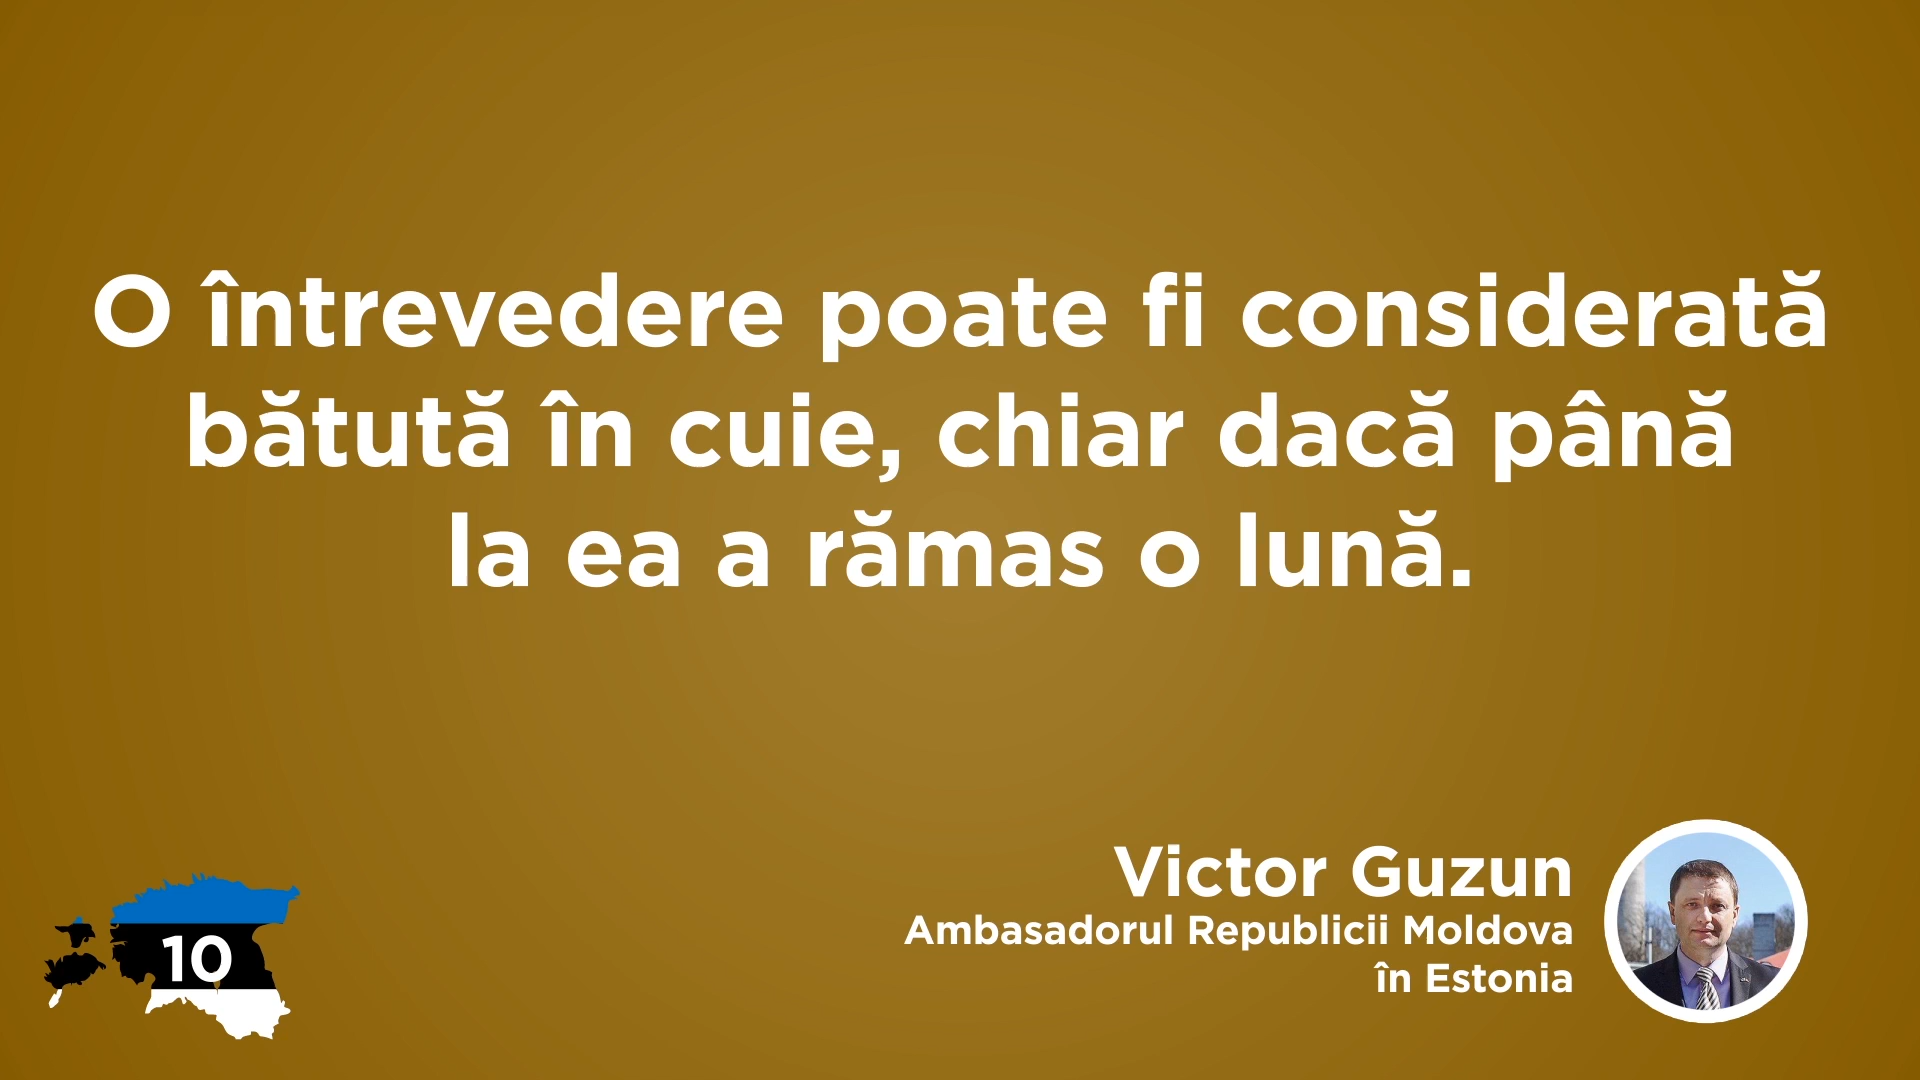 O întrevedere poate fi considerată
bătută în cuie, chiar dacă până
la ea a rămas o lună.
Victor Guzun
Ambasadorul Republicii Moldova
în Estonia
10